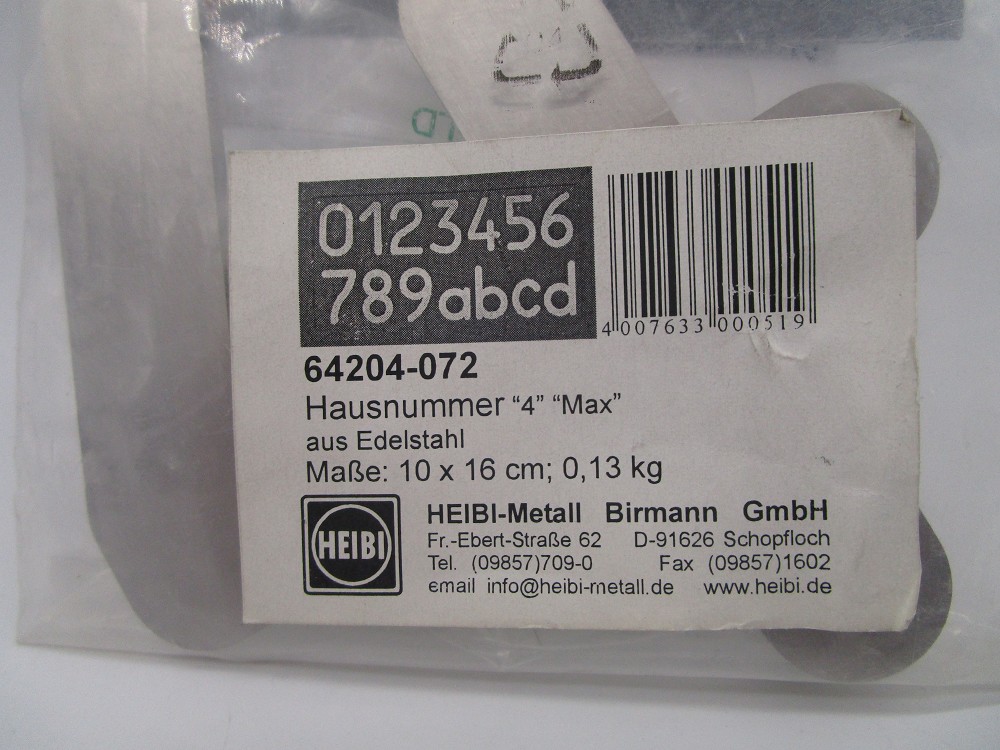 LD
0123456
789abcd
4 007633 000519
64204-072
Hausnummer “4” “Max”
aus Edelstahl
Maße: 10 x 16 cm; 0,13 kg
HEIBI
HEIBI-Metall Birmann GmbH
Fr.-Ebert-Straße 62 D-91626 Schopfloch
Tel. (09857)709-0 Fax (09857)1602
email info@heibi-metall.de www.heibi.de